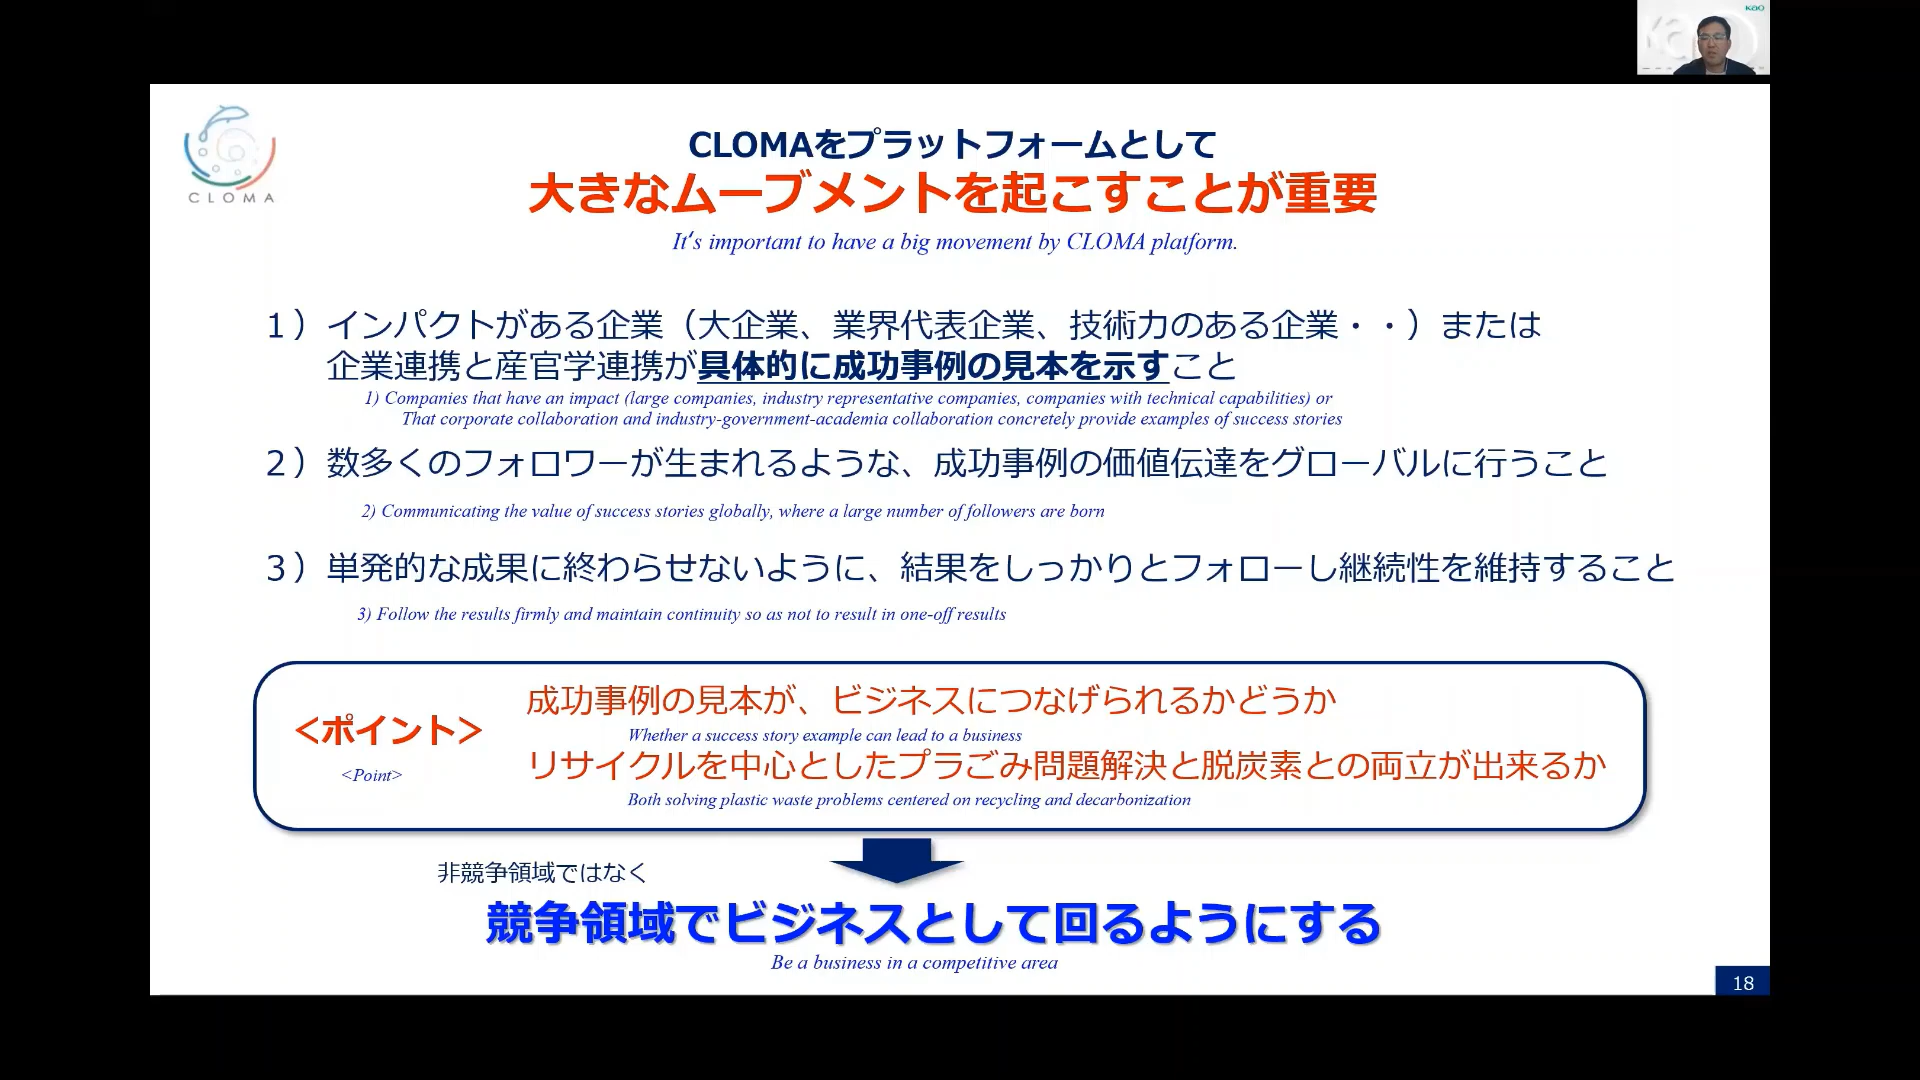 Kao
CLOMA
CLOMAをプラットフォームとして
大きなムーブメントを起こすことが重要
It's important to have a big movement by CLOMA platform.
1）インパクトがある企業（大企業、業界代表企業、技術力のある企業・・）または
企業連携と産官学連携が具体的に成功事例の見本を示すこと
1) Companies that have an impact (large companies, industry representative companies, companies with technical capabilities) or
That corporate collaboration and industry-government-academia collaboration concretely provide examples of success stories
2）数多くのフォロワーが生まれるような、成功事例の価値伝達をグローバルに行うこと
2) Communicating the value of success stories globally, where a large number of followers are born
3）単発的な成果に終わらせないように、結果をしっかりとフォローし継続性を維持すること
3) Follow the results firmly and maintain continuity so as not to result in one-off results
<ポイント>
<Point>
成功事例の見本が、ビジネスにつなげられるかどうか
Whether a success story example can lead to a business
リサイクルを中心としたプラごみ問題解決と脱炭素との両立が出来るか
Both solving plastic waste problems centered on recycling and decarbonization
非競争領域ではなく
競争領域でビジネスとして回るようにする
Be a business in a competitive area
18